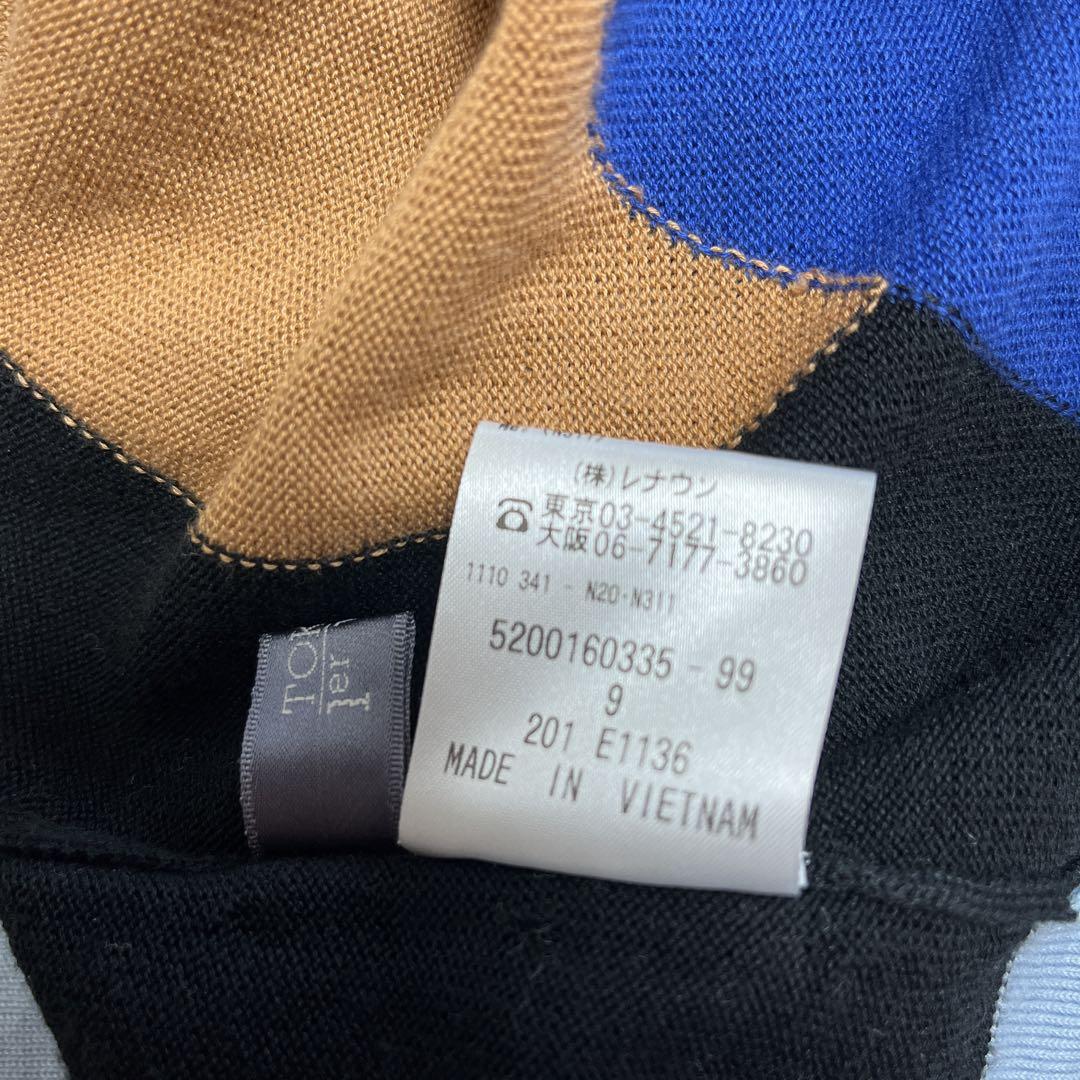 (株)レナウン
☎ 東京03-4521-8230
大阪06-7177-3860
1110 341 - N20·N311
5200160335 - 99
9
201 E1136
MADE IN VIETNAM
1er